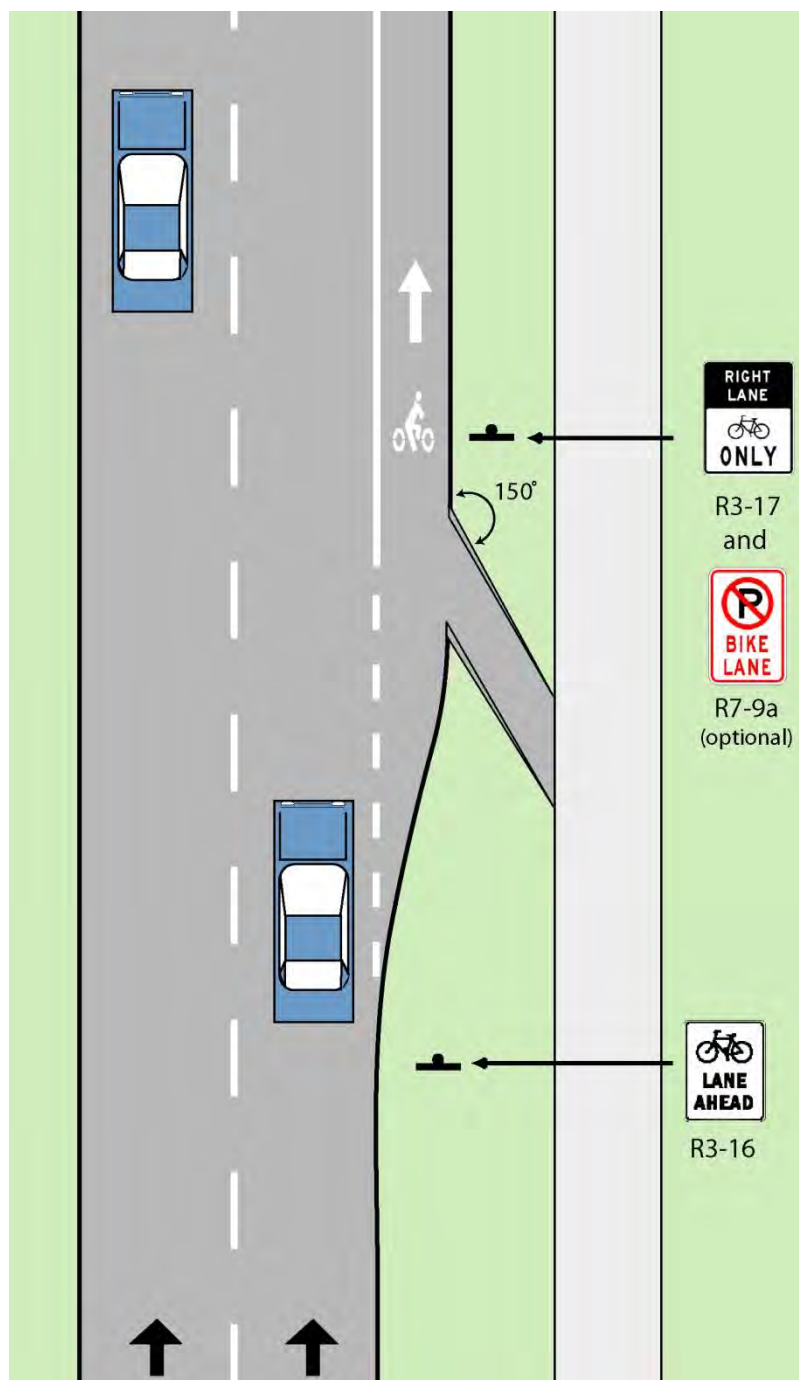 RIGHT
LANE
ONLY
R3-17
and
150°
P
BIKE
LANE
R7-9a
(optional)
LANE
AHEAD
R3-16